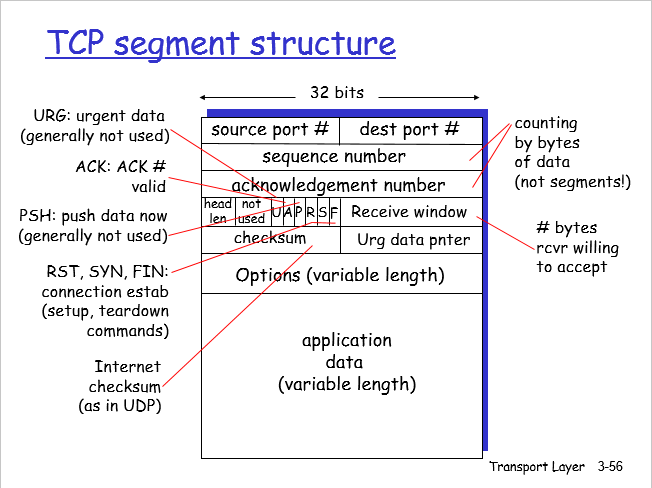 TCP segment structure
32 bits
URG: urgent data
(generally not used)
ACK: ACK #
valid
PSH: push data now
(generally not used)
RST, SYN, FIN:
connection estab
(setup, teardown
commands)
Internet
checksum
(as in UDP)
source port #
dest port #
sequence number
acknowledgement number
head
len
not
used
U A P R S F
Receive window
checksum
Urg data pnter
Options (variable length)
application
data
(variable length)
counting
by bytes
of data
(not segments!)
# bytes
rcvr willing
to accept
Transport Layer 3-56